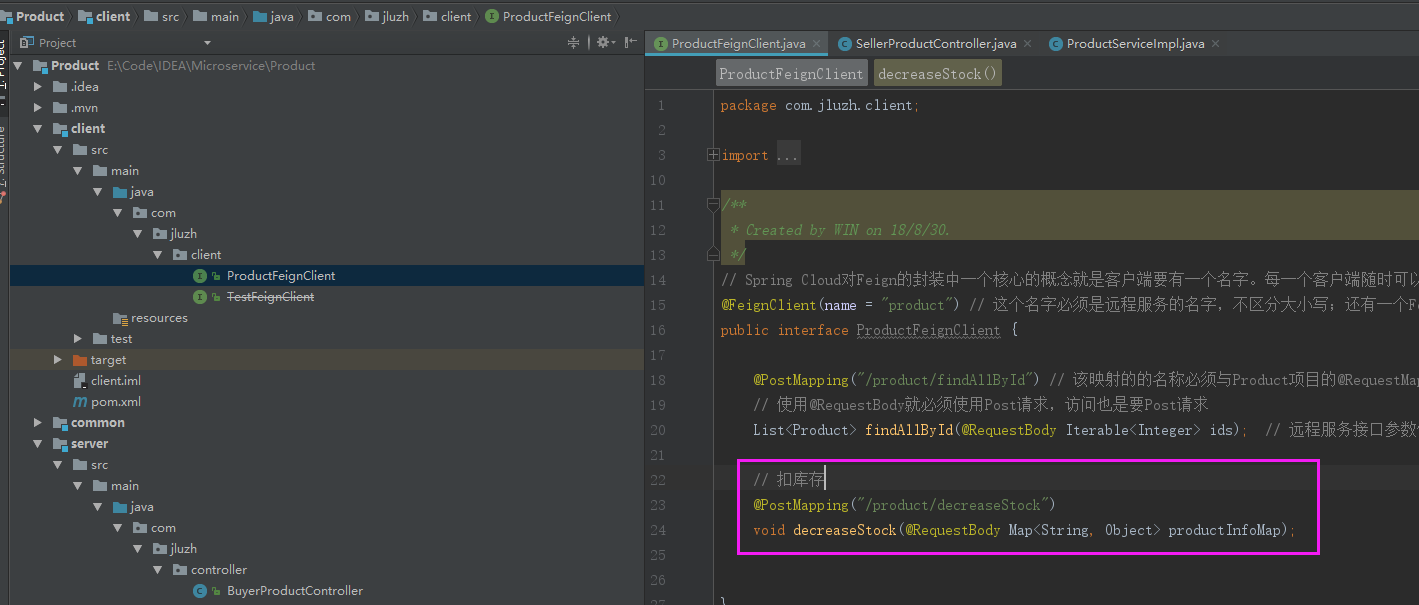 Product client src main java com jluzh client ProductFeignClient
Project
ProductFeignClient.java SellerProductController.java ProductServiceImpl.java
Product E:\Code\IDEA\Microservice\Product
.idea
.mvn
client
src
main
java
com
jluzh
client
ProductFeignClient
TestFeignClient
resources
test
target
client.iml
pom.xml
common
server
src
main
java
com
jluzh
controller
BuyerProductController
ProductFeignClient decreaseStock()
1 package com.jluzh.client;
2
3 import ...
10
11 /**
12 * Created by WIN on 18/8/30.
13 */
14 // Spring Cloud对Feign的封装中一个核心的概念就是客户端要有一个名字。每一个客户端随时可以
15 @FeignClient(name = "product") // 这个名字必须是远程服务的名字，不区分大小写；还有一个F
16 public interface ProductFeignClient {
17
18 @PostMapping("/product/findAllById") // 该映射的的名称必须与Product项目的@RequestMap
19 // 使用@RequestBody就必须使用Post请求，访问也是要Post请求
20 List<Product> findAllById(@RequestBody Iterable<Integer> ids); // 远程服务接口参数
21
22 // 扣库存
23 @PostMapping("/product/decreaseStock")
24 void decreaseStock(@RequestBody Map<String, Object> productInfoMap);
25
26
27 }